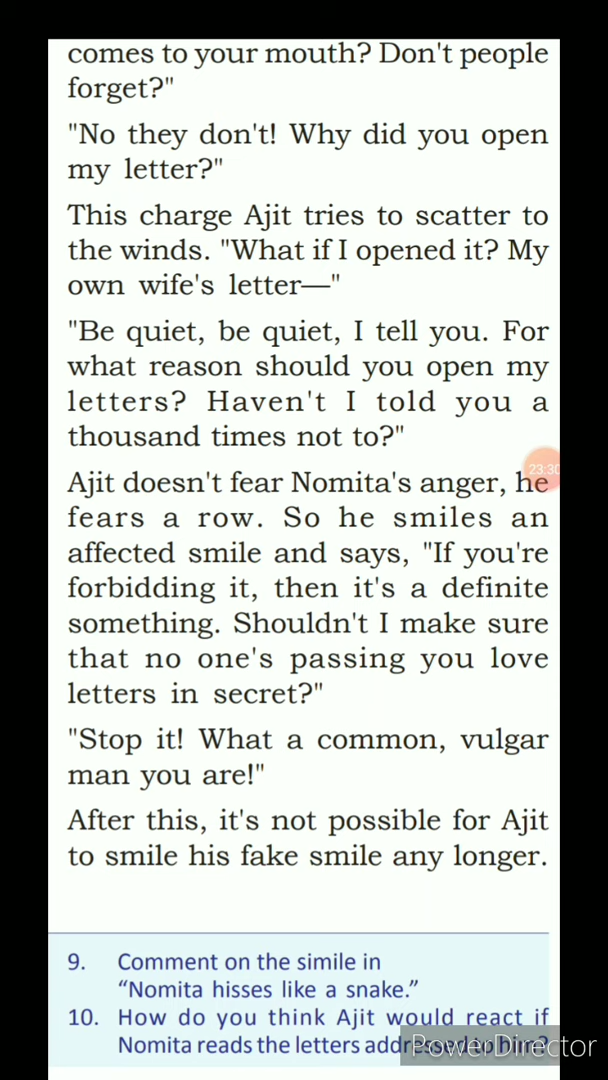 comes to your mouth? Don't people
forget?"
"No they don't! Why did you open
my letter?"
This charge Ajit tries to scatter to
the winds. "What if I opened it? My
own wife's letter—"
"Be quiet, be quiet, I tell you. For
what reason should you open my
letters? Haven't I told you a
thousand times not to?"
23:30
Ajit doesn't fear Nomita's anger, he
fears a row. So he smiles an
affected smile and says, "If you're
forbidding it, then it's a definite
something. Shouldn't I make sure
that no one's passing you love
letters in secret?"
"Stop it! What a common, vulgar
man you are!"
After this, it's not possible for Ajit
to smile his fake smile any longer.
9. Comment on the simile in
“Nomita hisses like a snake.”
10. How do you think Ajit would react if
Nomita reads the letters addressed to him?
PowerDirector